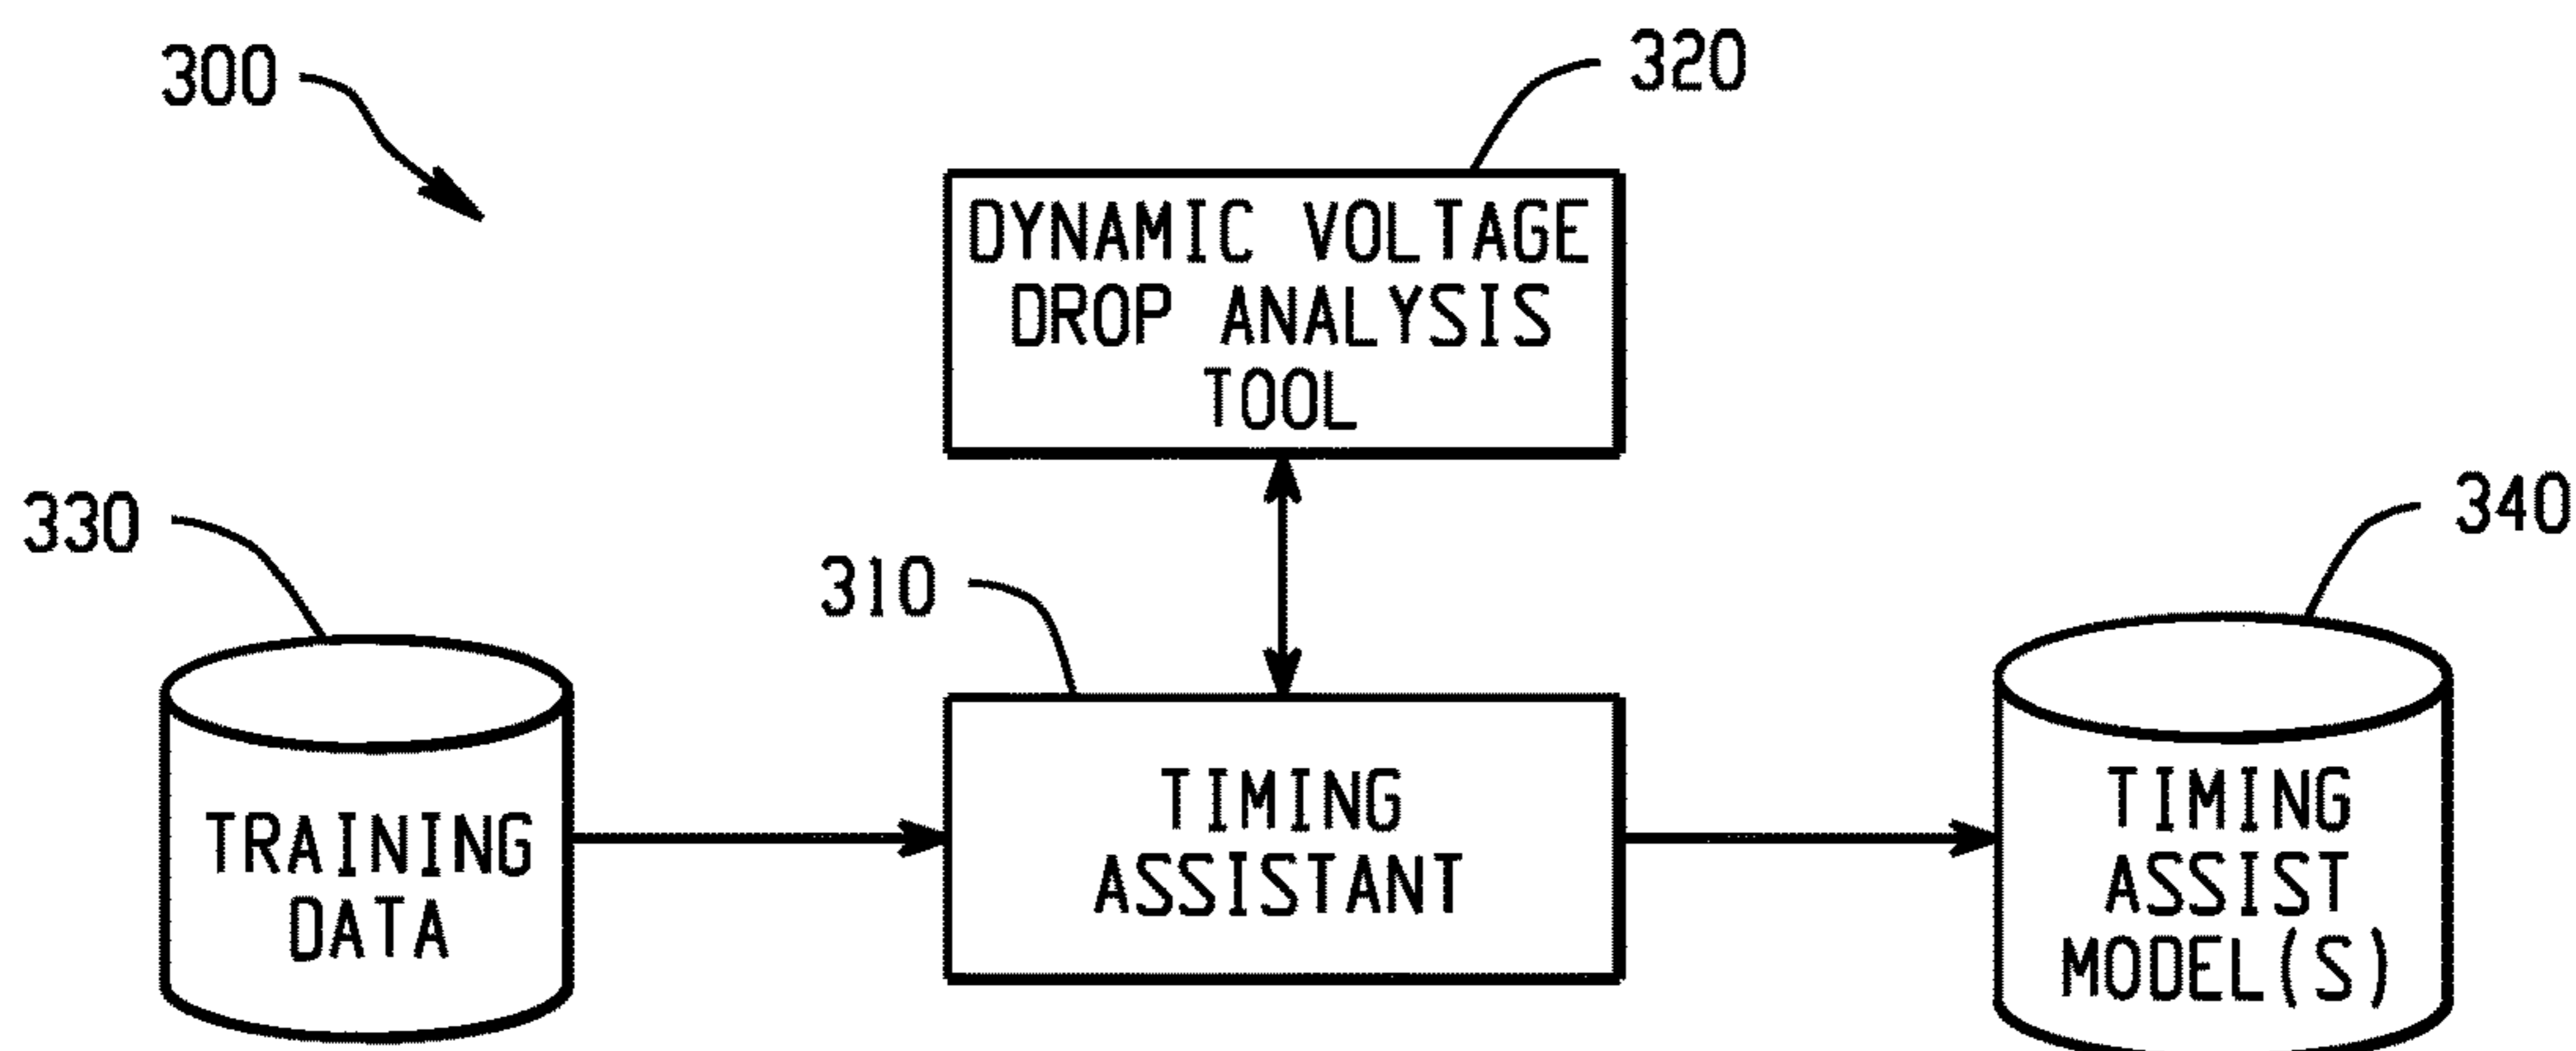 300
320
DYNAMIC VOLTAGE
DROP ANALYSIS
TOOL
330
310
340
TRAINING
DATA
TIMING
ASSISTANT
TIMING
ASSIST
MODEL(S)